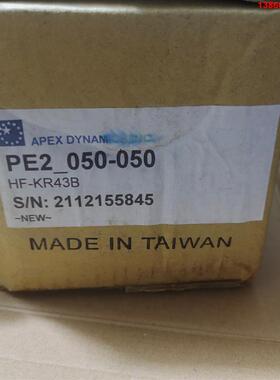 APEX DYNAM
PE2_050-050
HF-KR43B
S/N: 2112155845
~NEW~
MADE IN TAIWAN